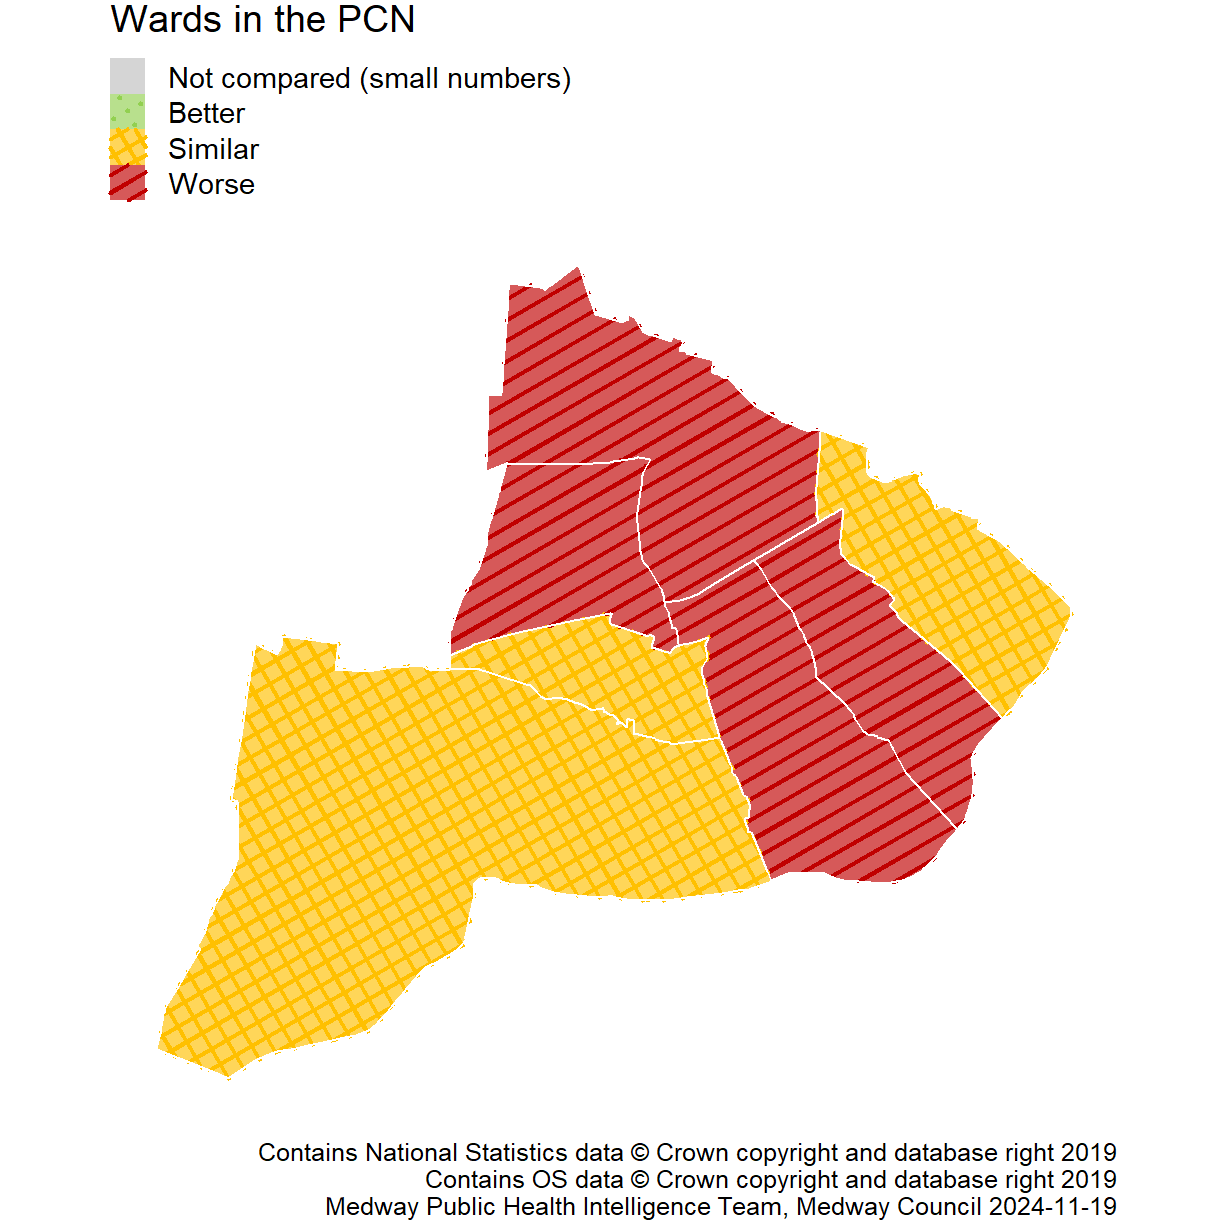 Wards in the PCN
Not compared (small numbers)
Better
Similar
Worse
Contains National Statistics data © Crown copyright and database right 2019
Contains OS data © Crown copyright and database right 2019
Medway Public Health Intelligence Team, Medway Council 2024-11-19